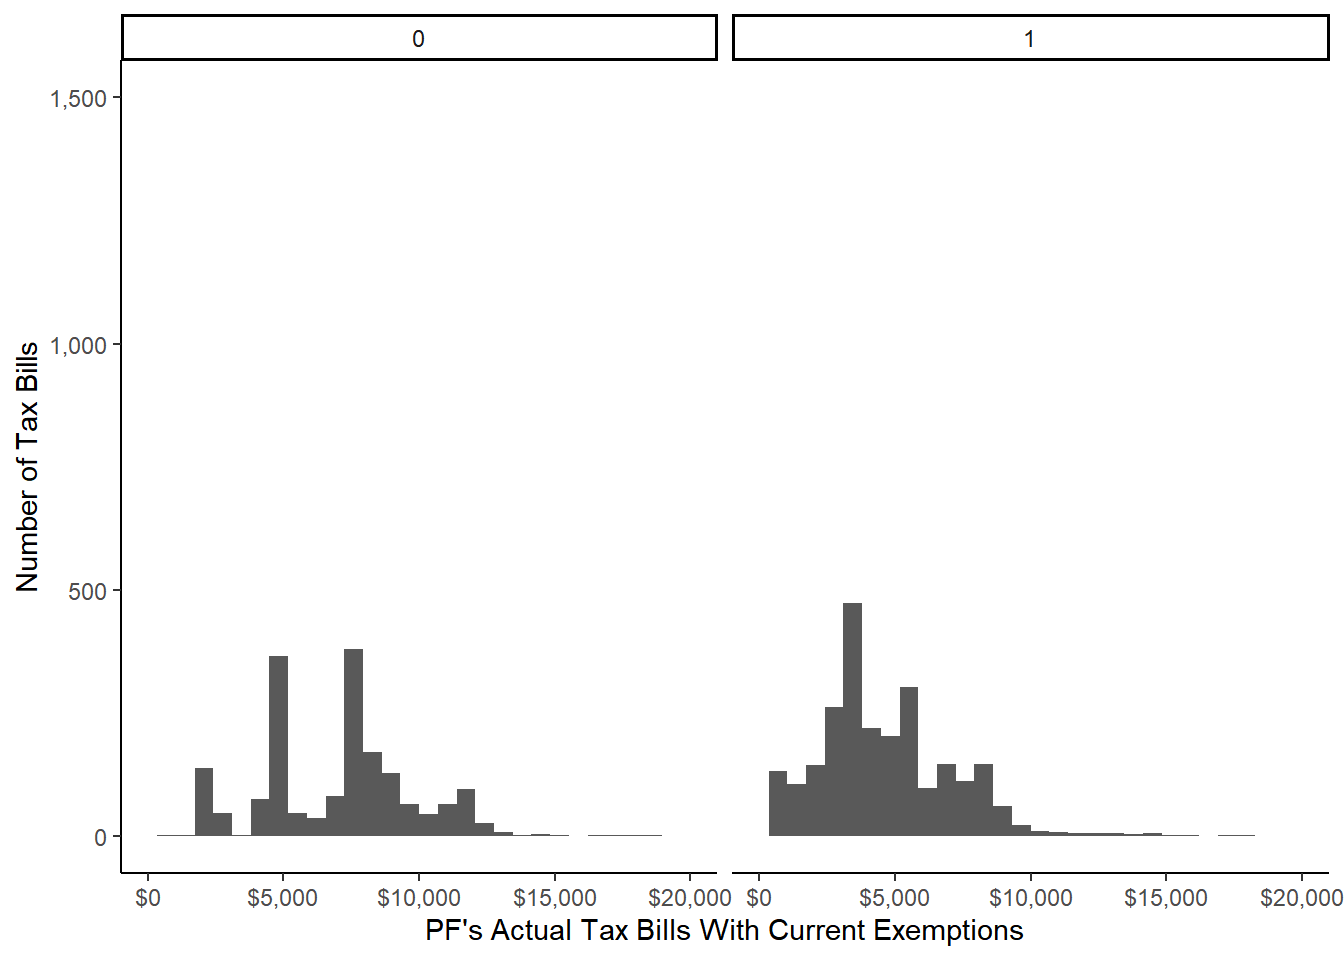 0
1
1,500
1,000
500
0
Number of Tax Bills
$0 $5,000 $10,000 $15,000 $20,000 $0 $5,000 $10,000 $15,000 $20,000
PF's Actual Tax Bills With Current Exemptions